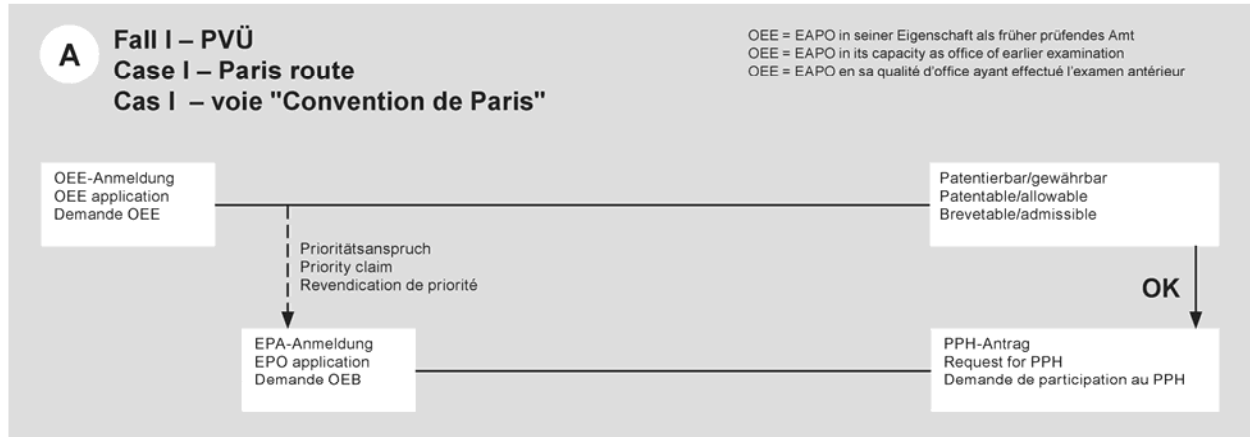 A
Fall I – PVÜ
Case I – Paris route
Cas I – voie "Convention de Paris"
OEE = EAPO in seiner Eigenschaft als früher prüfendes Amt
OEE = EAPO in its capacity as office of earlier examination
OEE = EAPO en sa qualité d'office ayant effectué l'examen antérieur
OEE-Anmeldung
OEE application
Demande OEE
Patentierbar/gewährbar
Patentable/allowable
Brevetable/admissible
Prioritätsanspruch
Priority claim
Revendication de priorité
OK
EPA-Anmeldung
EPO application
Demande OEB
PPH-Antrag
Request for PPH
Demande de participation au PPH